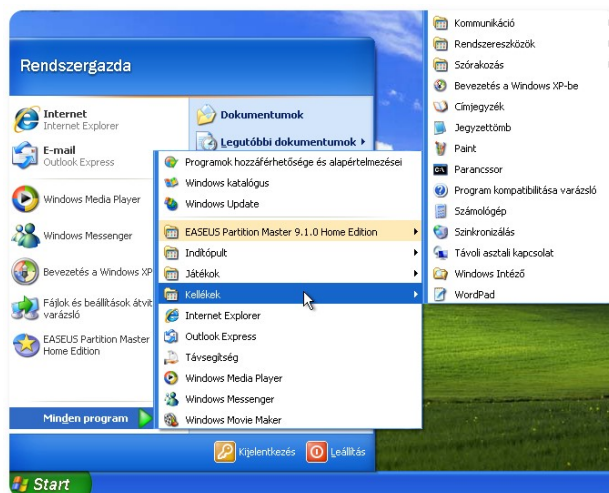 Rendszergazda
Internet
Internet Explorer
E-mail
Outlook Express
Windows Media Player
Windows Messenger
Bevezetés a Windows XP
Fájlok és beállítások átvit
varázsló
EASEUS Partition Master
Home Edition
Minden program
Dokumentumok
Legutóbbi dokumentumok
Programok hozzáférhetősége és alapértelmezései
Windows katalógus
Windows Update
EASEUS Partition Master 9.1.0 Home Edition
Indítópult
Játékok
Kellékek
Internet Explorer
Outlook Express
Távsegítség
Windows Media Player
Windows Messenger
Windows Movie Maker
Kommunikáció
Rendszereszközök
Szórakozás
Bevezetés a Windows XP-be
Címjegyzék
Jegyzettömb
Paint
Parancssor
Program kompatibilitása varázsló
Számológép
Szinkronizálás
Távoli asztali kapcsolat
Windows Intéző
WordPad
Kijelentkezés
Leállítás
Start